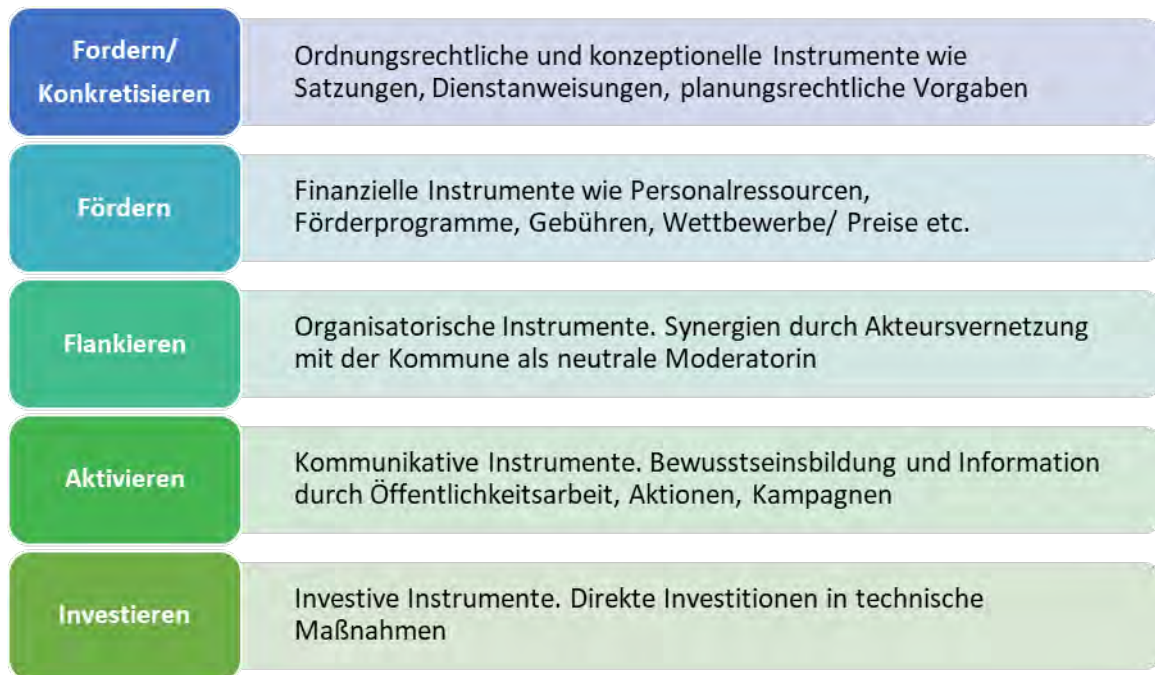 Fordern/
Konkretisieren
Ordnungsrechtliche und konzeptionelle Instrumente wie
Satzungen, Dienstanweisungen, planungsrechtliche Vorgaben
Fördern
Finanzielle Instrumente wie Personalressourcen,
Förderprogramme, Gebühren, Wettbewerbe/ Preise etc.
Flankieren
Organisatorische Instrumente. Synergien durch Akteursvernetzung
mit der Kommune als neutrale Moderatorin
Aktivieren
Kommunikative Instrumente. Bewusstseinsbildung und Information
durch Öffentlichkeitsarbeit, Aktionen, Kampagnen
Investieren
Investive Instrumente. Direkte Investitionen in technische
Maßnahmen